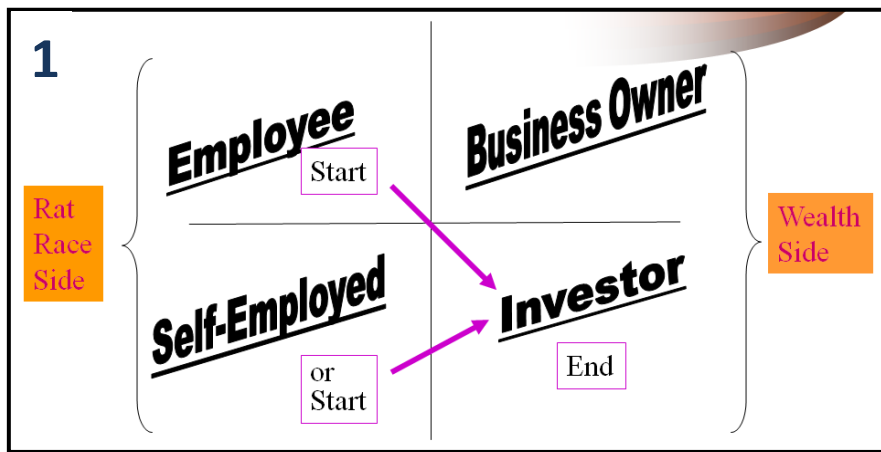 1
Employee
Business Owner
Start
Rat
Race
Side
Wealth
Side
Self-Employed
Investor
or
Start
End